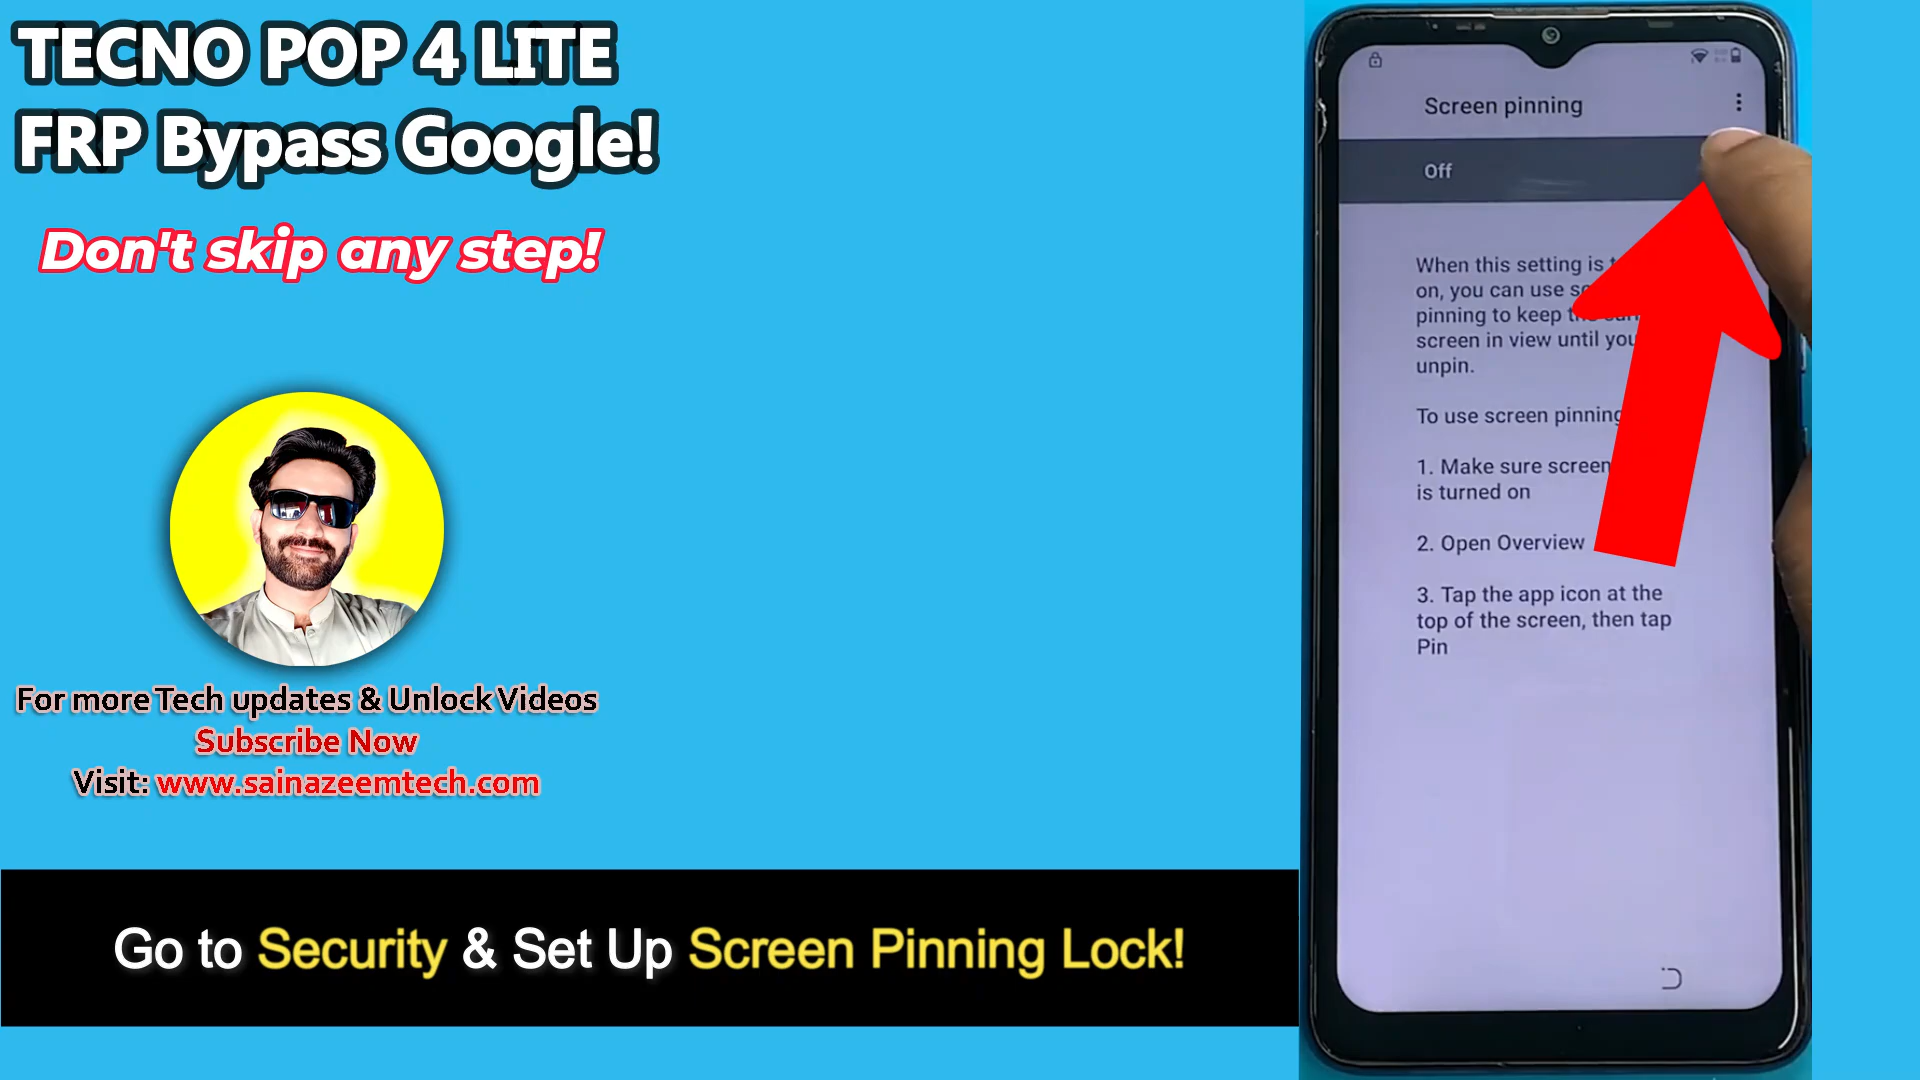 TECNO POP 4 LITE
FRP Bypass Google!
Don't skip any step!
For more Tech updates & Unlock Videos
Subscribe Now
Visit: www.sainazeemtech.com
Go to Security & Set Up Screen Pinning Lock!
Screen pinning
Off
When this setting is
on, you can use
pinning to keep
screen in view until you
unpin.
To use screen pinning
1. Make sure screen
is turned on
2. Open Overview
3. Tap the app icon at the
top of the screen, then tap
Pin